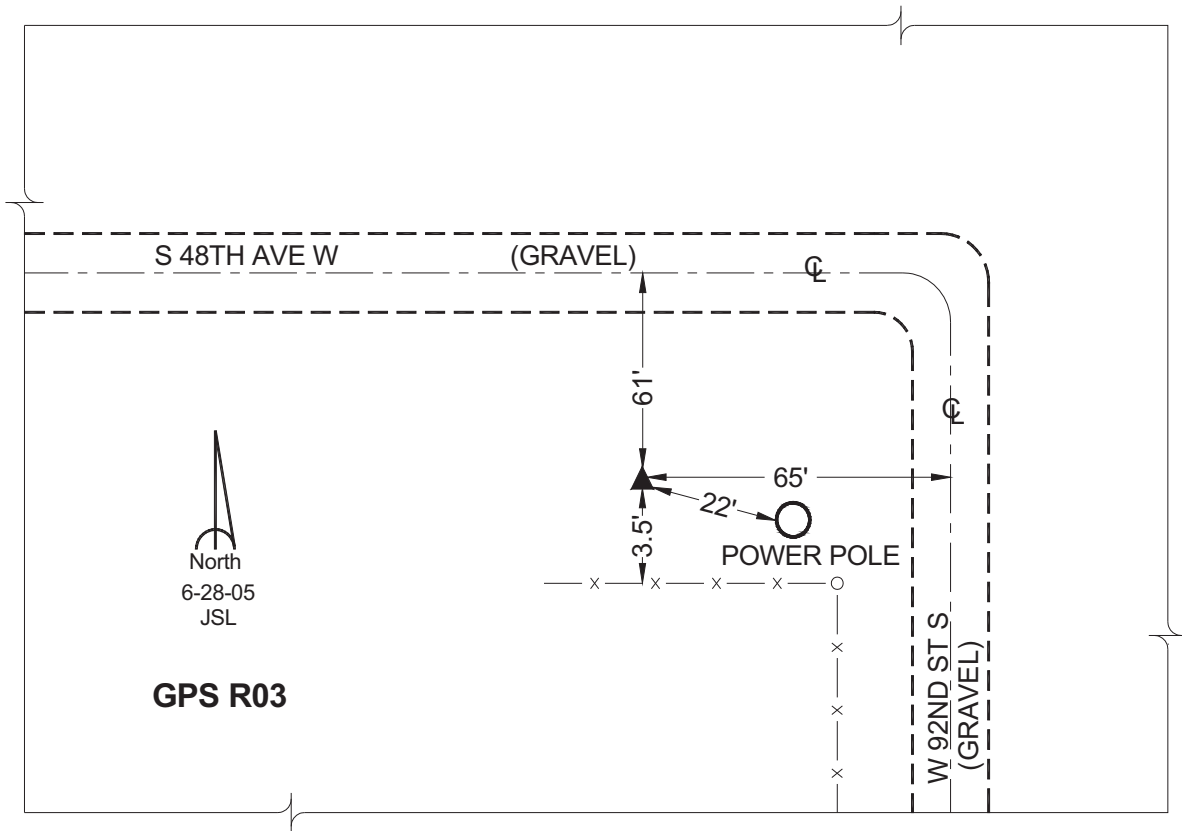 S 48TH AVE W (GRAVEL)
℄
61'
℄
65'
22'
3.5'
POWER POLE
North
6-28-05
JSL
GPS R03
W 92ND ST S
(GRAVEL)